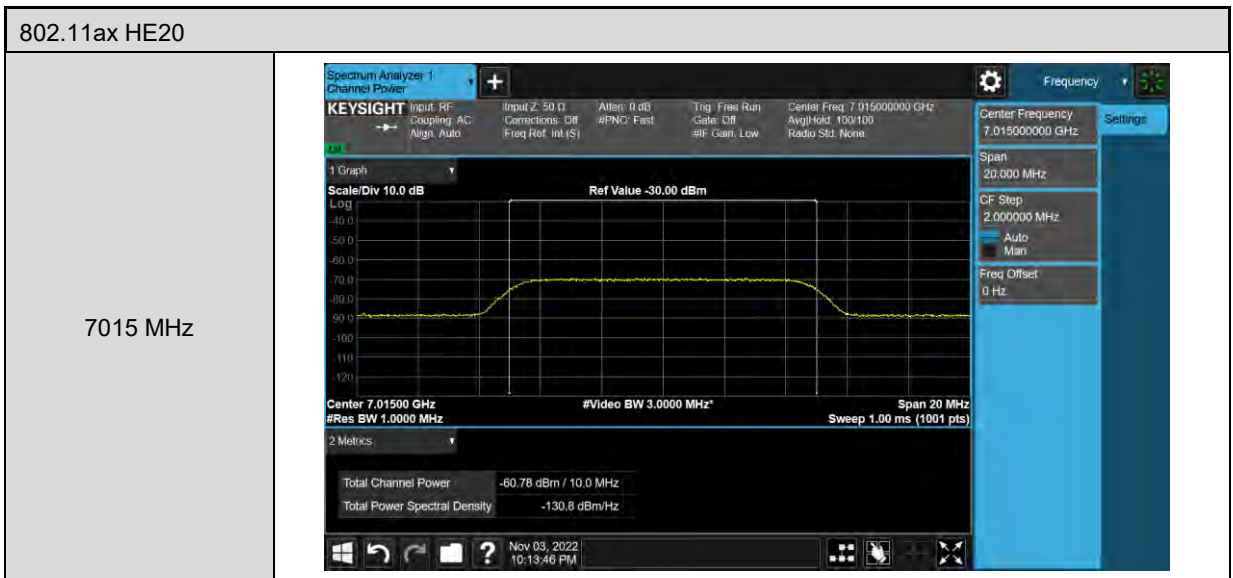 802.11ax HE20
7015 MHz
Spectrum Analyzer 1
Channel Power
Frequency
KEYSIGHT
Input: RF
Coupling: AC
Align: Auto
Input Z: 50 Ω
Corrections: Off
Freq Ref: Int (S)
Atten: 0 dB
#PNO: Fast
Trig: Free Run
Gate: Off
#IF Gain: Low
Center Freq: 7.015000000 GHz
Avg|Hold: 100/100
Radio Std: None
Center Frequency
7.015000000 GHz
Settings
Span
20.000 MHz
CF Step
2.000000 MHz
Auto
Man
Freq Offset
0 Hz
1 Graph
Scale/Div 10.0 dB
Ref Value -30.00 dBm
Log
-40.0
-50.0
-60.0
-70.0
-80.0
-90.0
-100
-110
-120
Center 7.01500 GHz
#Video BW 3.0000 MHz*
Span 20 MHz
#Res BW 1.0000 MHz
Sweep 1.00 ms (1001 pts)
2 Metrics
Total Channel Power -60.78 dBm / 10.0 MHz
Total Power Spectral Density -130.8 dBm/Hz
?
Nov 03, 2022
10:13:46 PM